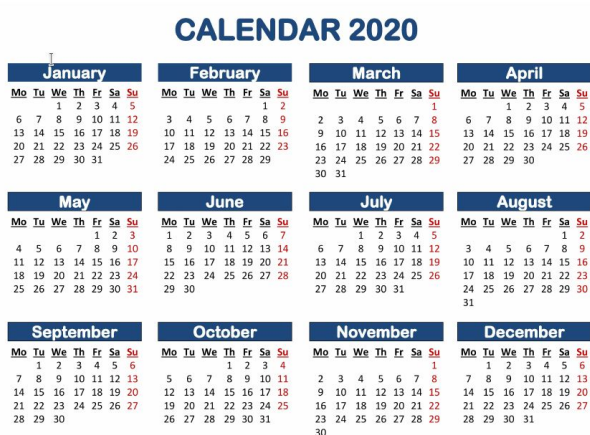 CALENDAR 2020
January
Mo Tu We Th Fr Sa Su
1 2 3 4 5
6 7 8 9 10 11 12
13 14 15 16 17 18 19
20 21 22 23 24 25 26
27 28 29 30 31
February
Mo Tu We Th Fr Sa Su
1 2
3 4 5 6 7 8 9
10 11 12 13 14 15 16
17 18 19 20 21 22 23
24 25 26 27 28 29
March
Mo Tu We Th Fr Sa Su
1
2 3 4 5 6 7 8
9 10 11 12 13 14 15
16 17 18 19 20 21 22
23 24 25 26 27 28 29
30 31
April
Mo Tu We Th Fr Sa Su
1 2 3 4 5
6 7 8 9 10 11 12
13 14 15 16 17 18 19
20 21 22 23 24 25 26
27 28 29 30
May
Mo Tu We Th Fr Sa Su
1 2 3
4 5 6 7 8 9 10
11 12 13 14 15 16 17
18 19 20 21 22 23 24
25 26 27 28 29 30 31
June
Mo Tu We Th Fr Sa Su
1 2 3 4 5 6 7
8 9 10 11 12 13 14
15 16 17 18 19 20 21
22 23 24 25 26 27 28
29 30
July
Mo Tu We Th Fr Sa Su
1 2 3 4 5
6 7 8 9 10 11 12
13 14 15 16 17 18 19
20 21 22 23 24 25 26
27 28 29 30 31
August
Mo Tu We Th Fr Sa Su
1 2
3 4 5 6 7 8 9
10 11 12 13 14 15 16
17 18 19 20 21 22 23
24 25 26 27 28 29 30
31
September
Mo Tu We Th Fr Sa Su
1 2 3 4 5 6
7 8 9 10 11 12 13
14 15 16 17 18 19 20
21 22 23 24 25 26 27
28 29 30
October
Mo Tu We Th Fr Sa Su
1 2 3 4
5 6 7 8 9 10 11
12 13 14 15 16 17 18
19 20 21 22 23 24 25
26 27 28 29 30 31
November
Mo Tu We Th Fr Sa Su
1
2 3 4 5 6 7 8
9 10 11 12 13 14 15
16 17 18 19 20 21 22
23 24 25 26 27 28 29
30
December
Mo Tu We Th Fr Sa Su
1 2 3 4 5 6
7 8 9 10 11 12 13
14 15 16 17 18 19 20
21 22 23 24 25 26 27
28 29 30 31